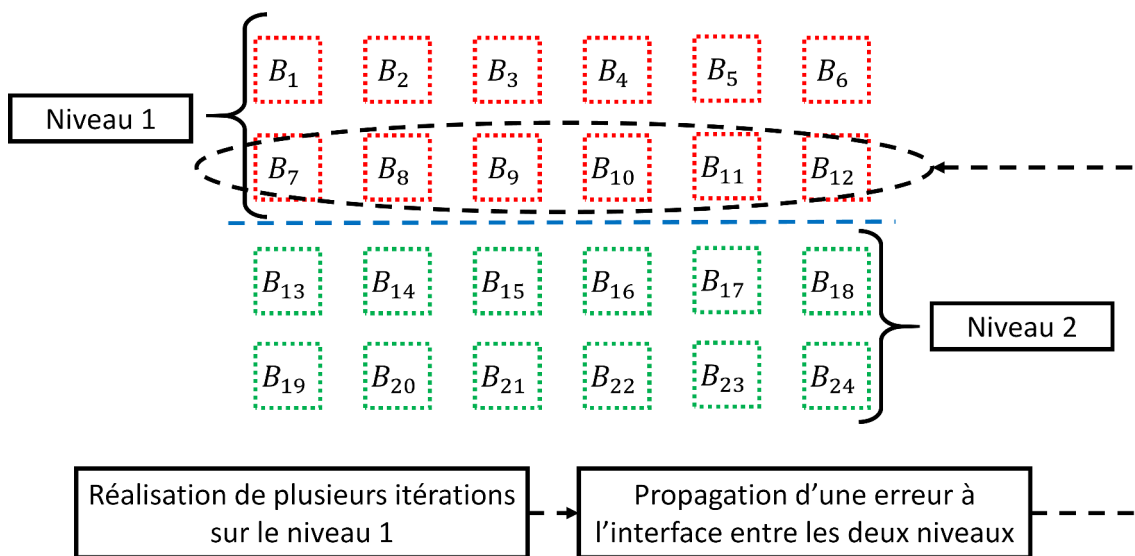 B₁ B₂ B₃ B₄ B₅ B₆
Niveau 1
B₇ B₈ B₉ B₁₀ B₁₁ B₁₂
B₁₃ B₁₄ B₁₅ B₁₆ B₁₇ B₁₈
Niveau 2
B₁₉ B₂₀ B₂₁ B₂₂ B₂₃ B₂₄
Réalisation de plusieurs itérations
sur le niveau 1
Propagation d’une erreur à
l’interface entre les deux niveaux